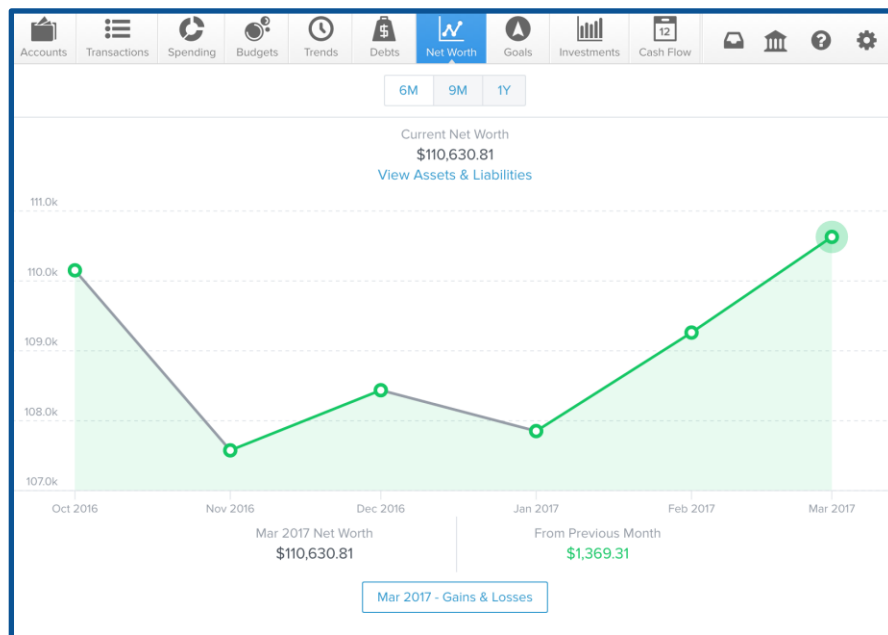 Accounts Transactions Spending Budgets Trends Debts $ Net Worth Goals Investments Cash Flow 12 ?
6M 9M 1Y
Current Net Worth
$110,630.81
View Assets & Liabilities
111.0k
110.0k
109.0k
108.0k
107.0k
Oct 2016 Nov 2016 Dec 2016 Jan 2017 Feb 2017 Mar 2017
Mar 2017 Net Worth From Previous Month
$110,630.81 $1,369.31
Mar 2017 - Gains & Losses